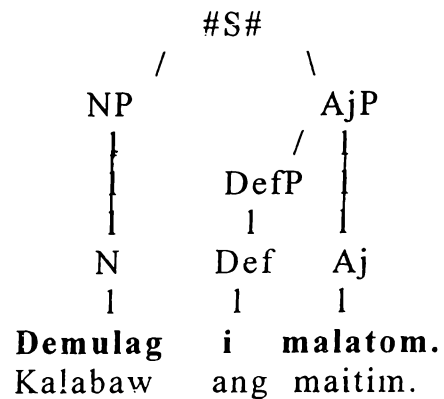 #S#
NP AjP
DefP
N Def Aj
Demulag i malatom.
Kalabaw ang maitim.